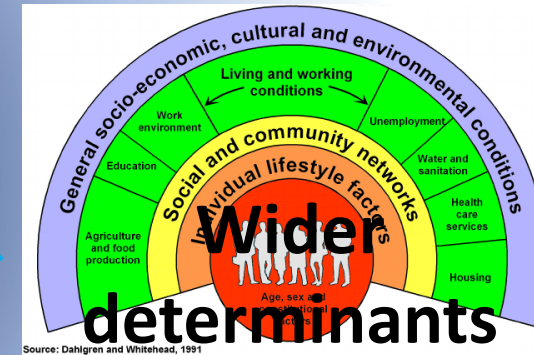 General socio-economic, cultural and environmental conditions
Living and working
conditions
Work
environment
Unemployment
Education
Water and
sanitation
Agriculture
and food
production
Health
care
services
Housing
Social and community networks
Individual lifestyle factors
Wider
determinants
Age, sex and
Source: Dahlgren and Whitehead, 1991